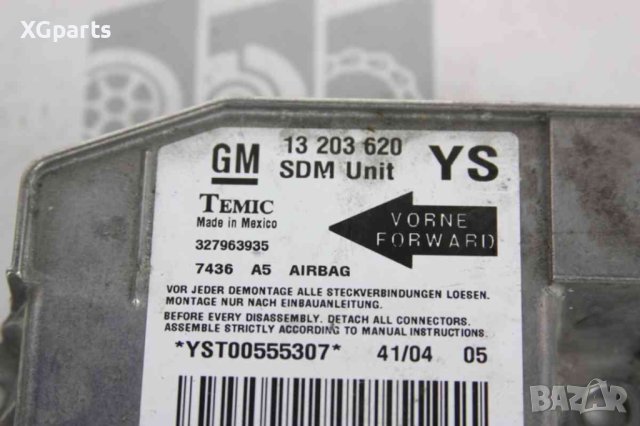 XGparts
GM
13 203 620
SDM Unit
YS
TEMIC
Made in Mexico
327963935
7436 A5 AIRBAG
VORNE
FORWARD
VOR JEDER DEMONTAGE ALLE STECKVERBINDUNGEN LOESEN.
MONTAGE NUR NACH EINBAUANLEITUNG.
BEFORE EVERY DISASSEMBLY. DETACH ALL CONNECTORS.
ASSEMBLE STRICTLY ACCORDING TO MANUAL INSTRUCTIONS.
*YST00555307* 41/04 05
BAZAR